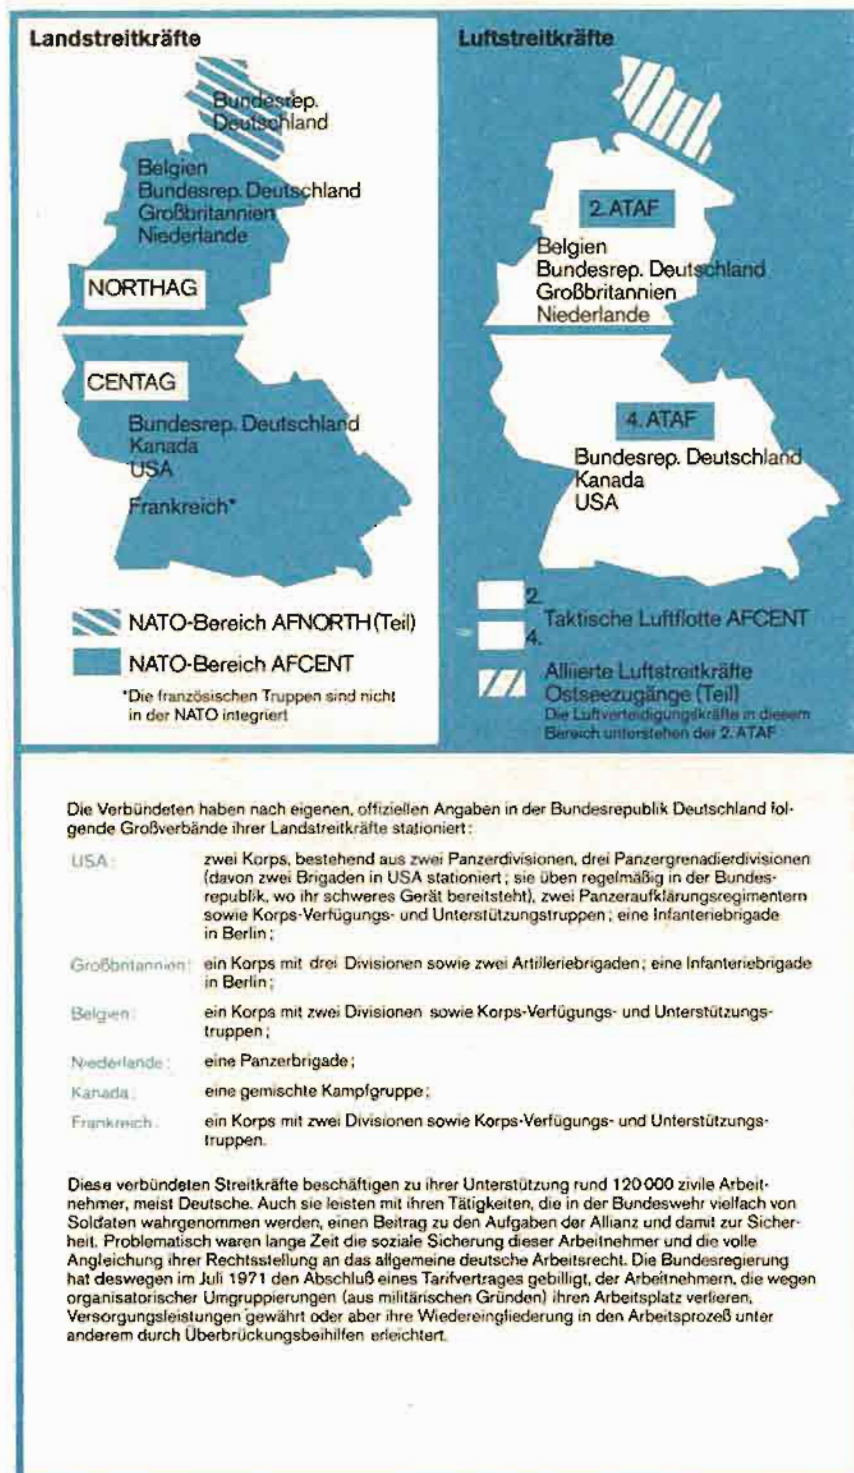 Landstreitkräfte
Bundesrep.
Deutschland
Belgien
Bundesrep. Deutschland
Großbritannien
Niederlande
NORTHAG
CENTAG
Bundesrep. Deutschland
Kanada
USA
Frankreich*
NATO-Bereich AFNORTH (Teil)
NATO-Bereich AFCENT
*Die französischen Truppen sind nicht
in der NATO integriert
Luftstreitkräfte
2. ATAF
Belgien
Bundesrep. Deutschland
Großbritannien
Niederlande
4. ATAF
Bundesrep. Deutschland
Kanada
USA
2.
Taktische Luftflotte AFCENT
4.
Alliierte Luftstreitkräfte
Ostseezugänge (Teil)
Die Luftverteidigungskräfte in diesem
Bereich unterstehen der 2. ATAF
Die Verbündeten haben nach eigenen, offiziellen Angaben in der Bundesrepublik Deutschland fol-
gende Großverbände ihrer Landstreitkräfte stationiert:
USA: zwei Korps, bestehend aus zwei Panzerdivisionen, drei Panzergrenadierdivisionen
(davon zwei Brigaden in USA stationiert; sie üben regelmäßig in der Bundes-
republik, wo ihr schweres Gerät bereitsteht), zwei Panzeraufklärungsregimentern
sowie Korps-Verfügungs- und Unterstützungstruppen; eine Infanteriebrigade
in Berlin;
Großbritannien: ein Korps mit drei Divisionen sowie zwei Artilleriebrigaden; eine Infanteriebrigade
in Berlin;
Belgien: ein Korps mit zwei Divisionen sowie Korps-Verfügungs- und Unterstützungs-
truppen;
Niederlande: eine Panzerbrigade;
Kanada: eine gemischte Kampfgruppe;
Frankreich: ein Korps mit zwei Divisionen sowie Korps-Verfügungs- und Unterstützungs-
truppen.
Diese verbündeten Streitkräfte beschäftigen zu ihrer Unterstützung rund 120 000 zivile Arbeit-
nehmer, meist Deutsche. Auch sie leisten mit ihren Tätigkeiten, die in der Bundeswehr vielfach von
Soldaten wahrgenommen werden, einen Beitrag zu den Aufgaben der Allianz und damit zur Sicher-
heit. Problematisch waren lange Zeit die soziale Sicherung dieser Arbeitnehmer und die volle
Angleichung ihrer Rechtsstellung an das allgemeine deutsche Arbeitsrecht. Die Bundesregierung
hat deswegen im Juli 1971 den Abschluß eines Tarifvertrages gebilligt, der Arbeitnehmern, die wegen
organisatorischer Umgruppierungen (aus militärischen Gründen) ihren Arbeitsplatz verlieren,
Versorgungsleistungen gewährt oder aber ihre Wiedereingliederung in den Arbeitsprozeß unter
anderem durch Überbrückungsbeihilfen erleichtert.